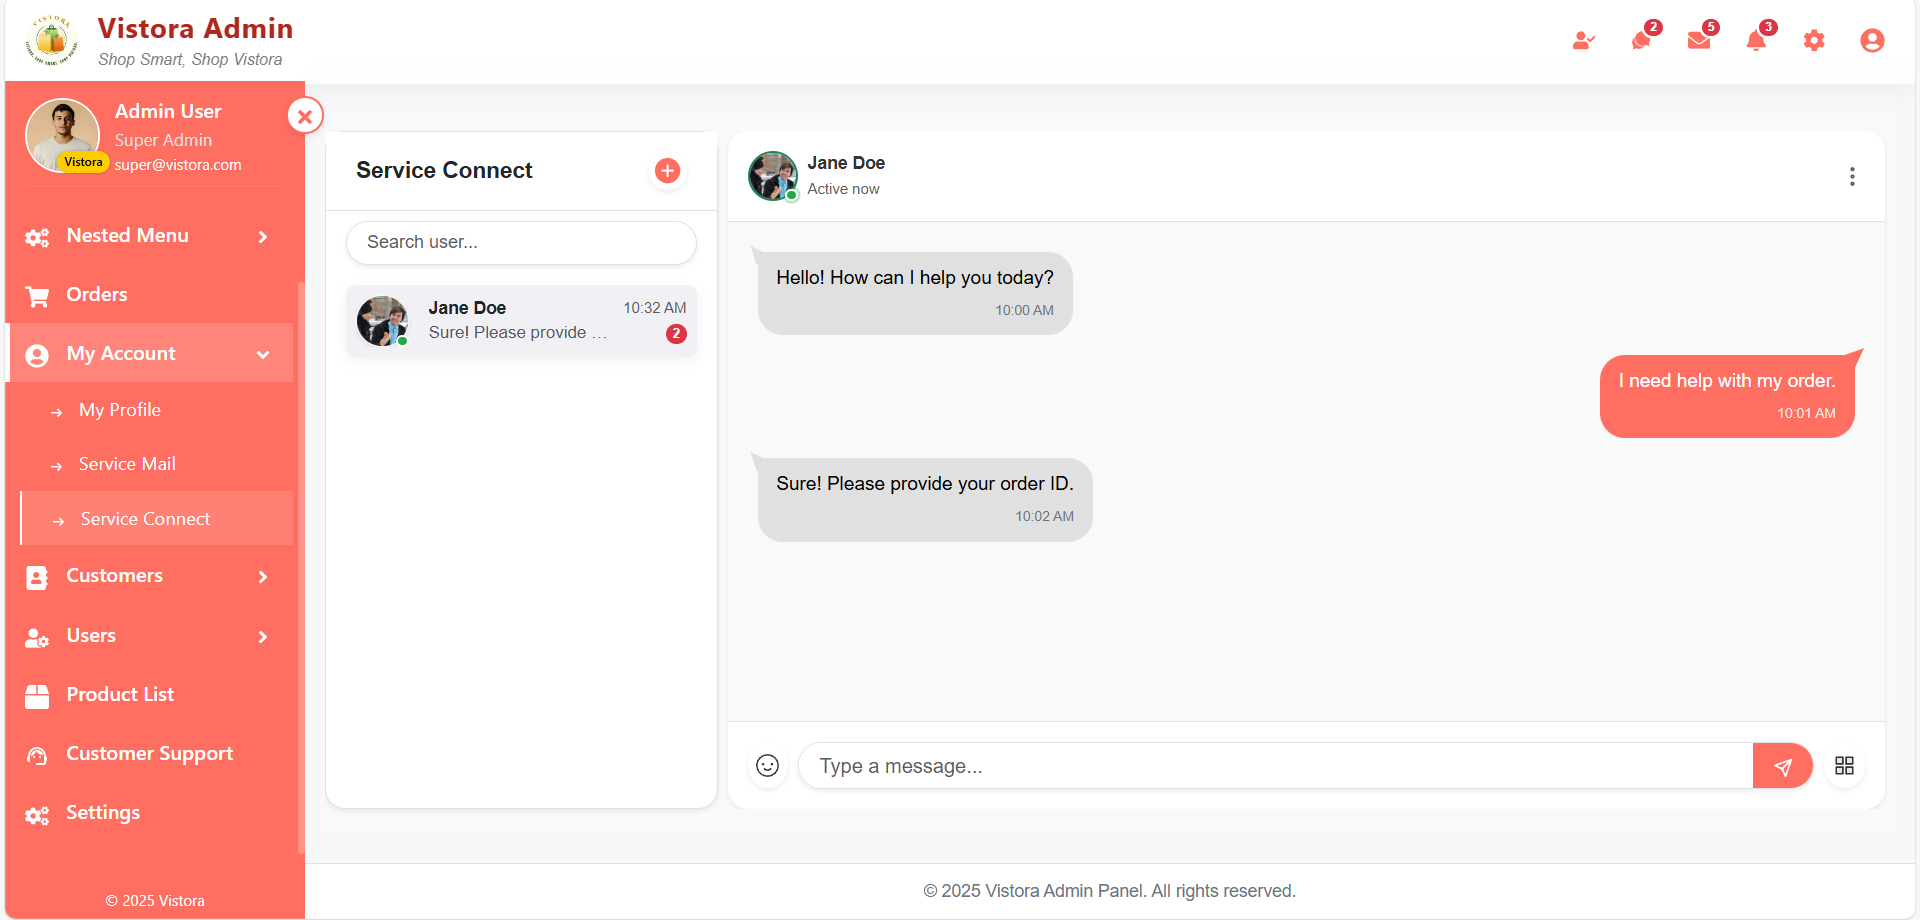 Vistora Admin
Shop Smart, Shop Vistora
2
5
3
Admin User
Super Admin
super@vistora.com
Vistora
Nested Menu
Orders
My Account
My Profile
Service Mail
Service Connect
Customers
Users
Product List
Customer Support
Settings
© 2025 Vistora
Service Connect
Search user...
Jane Doe 10:32 AM
Sure! Please provide ... 2
Jane Doe
Active now
Hello! How can I help you today?
10:00 AM
I need help with my order.
10:01 AM
Sure! Please provide your order ID.
10:02 AM
Type a message...
© 2025 Vistora Admin Panel. All rights reserved.